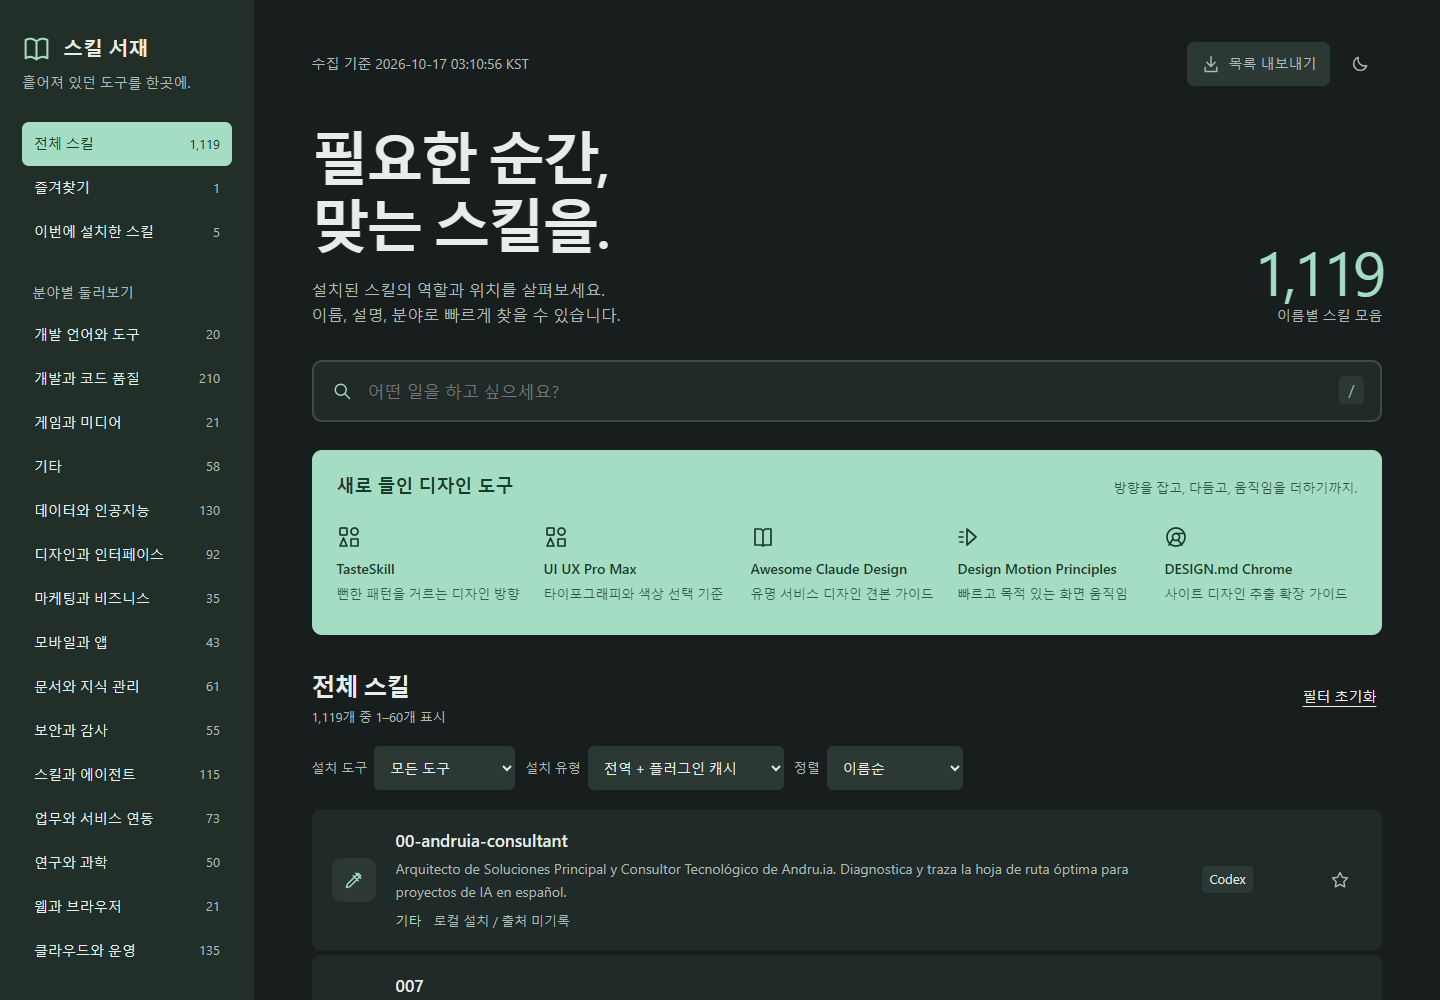 스킬 서재
흩어져 있던 도구를 한곳에.
전체 스킬 1,119
즐겨찾기 1
이번에 설치한 스킬 5
분야별 둘러보기
개발 언어와 도구 20
개발과 코드 품질 210
게임과 미디어 21
기타 58
데이터와 인공지능 130
디자인과 인터페이스 92
마케팅과 비즈니스 35
모바일과 앱 43
문서와 지식 관리 61
보안과 감사 55
스킬과 에이전트 115
업무와 서비스 연동 73
연구와 과학 50
웹과 브라우저 21
클라우드와 운영 135
수집 기준 2026-10-17 03:10:56 KST
목록 내보내기
필요한 순간,
맞는 스킬을.
설치된 스킬의 역할과 위치를 살펴보세요.
이름, 설명, 분야로 빠르게 찾을 수 있습니다.
1,119
이름별 스킬 모음
어떤 일을 하고 싶으세요? /
새로 들인 디자인 도구
방향을 잡고, 다듬고, 움직임을 더하기까지.
TasteSkill
뻔한 패턴을 거르는 디자인 방향
UI UX Pro Max
타이포그래피와 색상 선택 기준
Awesome Claude Design
유명 서비스 디자인 견본 가이드
Design Motion Principles
빠르고 목적 있는 화면 움직임
DESIGN.md Chrome
사이트 디자인 추출 확장 가이드
전체 스킬
1,119개 중 1–60개 표시
필터 초기화
설치 도구 모든 도구 설치 유형 전역 + 플러그인 캐시 정렬 이름순
00-andruia-consultant
Arquitecto de Soluciones Principal y Consultor Tecnológico de Andru.ia. Diagnostica y traza la hoja de ruta óptima para
proyectos de IA en español.
기타 로컬 설치 / 출처 미기록
Codex
007